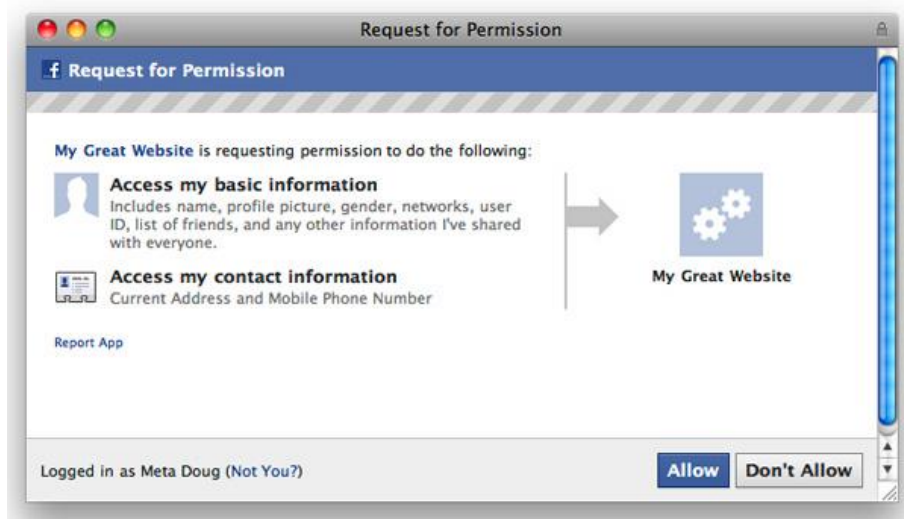 Request for Permission
f Request for Permission
My Great Website is requesting permission to do the following:
Access my basic information
Includes name, profile picture, gender, networks, user
ID, list of friends, and any other information I've shared
with everyone.
Access my contact information
Current Address and Mobile Phone Number
My Great Website
Report App
Logged in as Meta Doug (Not You?)
Allow
Don't Allow